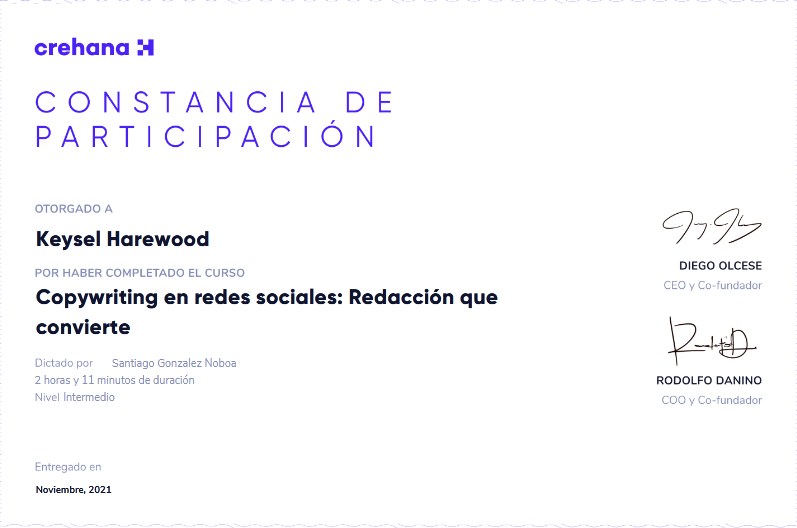 crehana
CONSTANCIA DE
PARTICIPACIÓN
OTORGADO A
Keysel Harewood
POR HABER COMPLETADO EL CURSO
Copywriting en redes sociales: Redacción que
convierte
Dictado por Santiago Gonzalez Noboa
2 horas y 11 minutos de duración
Nivel Intermedio
Entregado en
Noviembre, 2021
DIEGO OLCESE
CEO y Co-fundador
RODOLFO DANINO
COO y Co-fundador